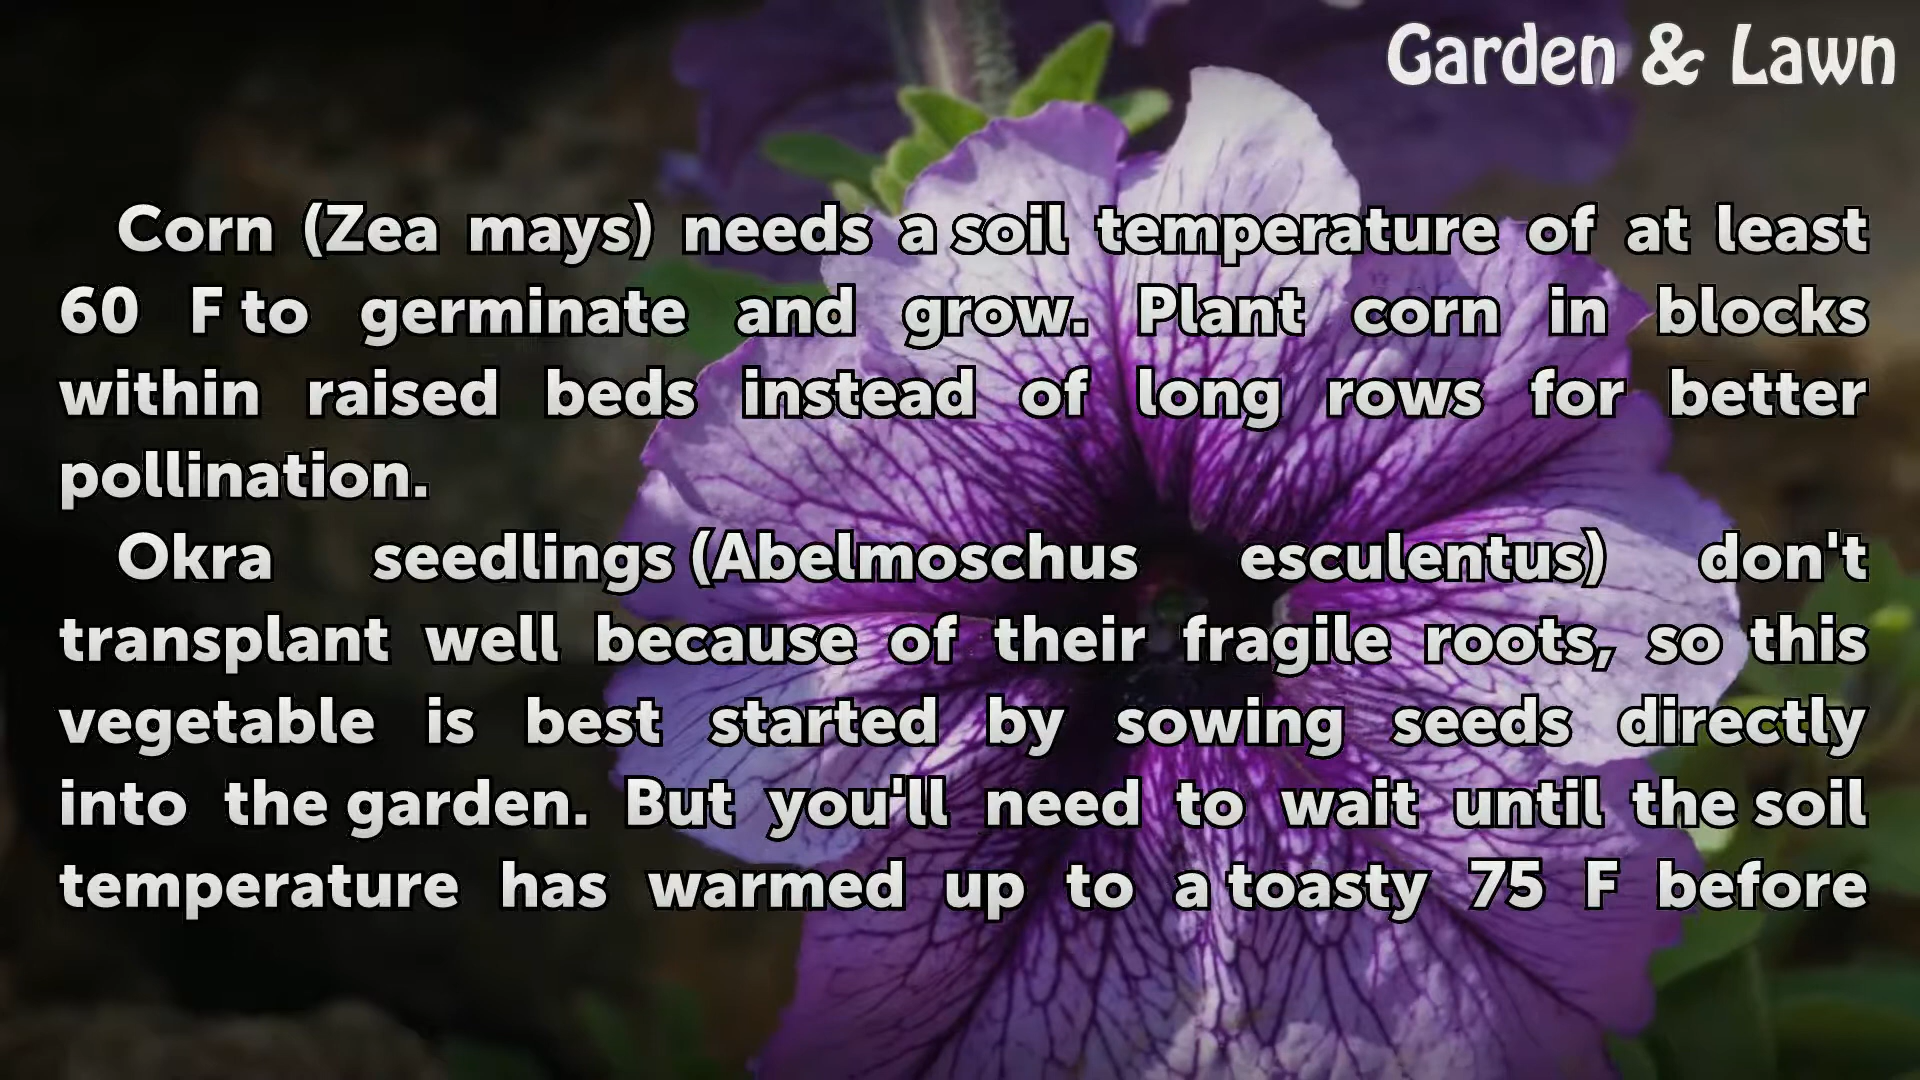 Garden & Lawn
Corn (Zea mays) needs a soil temperature of at least
60 F to germinate and grow. Plant corn in blocks
within raised beds instead of long rows for better
pollination.
Okra seedlings (Abelmoschus esculentus) don't
transplant well because of their fragile roots, so this
vegetable is best started by sowing seeds directly
into the garden. But you'll need to wait until the soil
temperature has warmed up to a toasty 75 F before